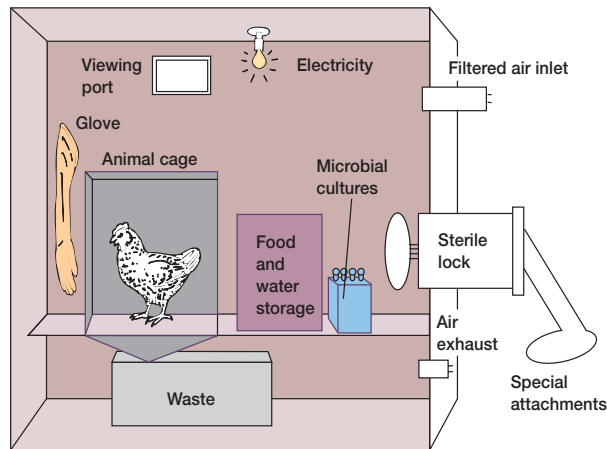 Viewing
port
Electricity
Filtered air inlet
Glove
Animal cage
Microbial
cultures
Food
and
water
storage
Sterile
lock
Air
exhaust
Special
attachments
Waste